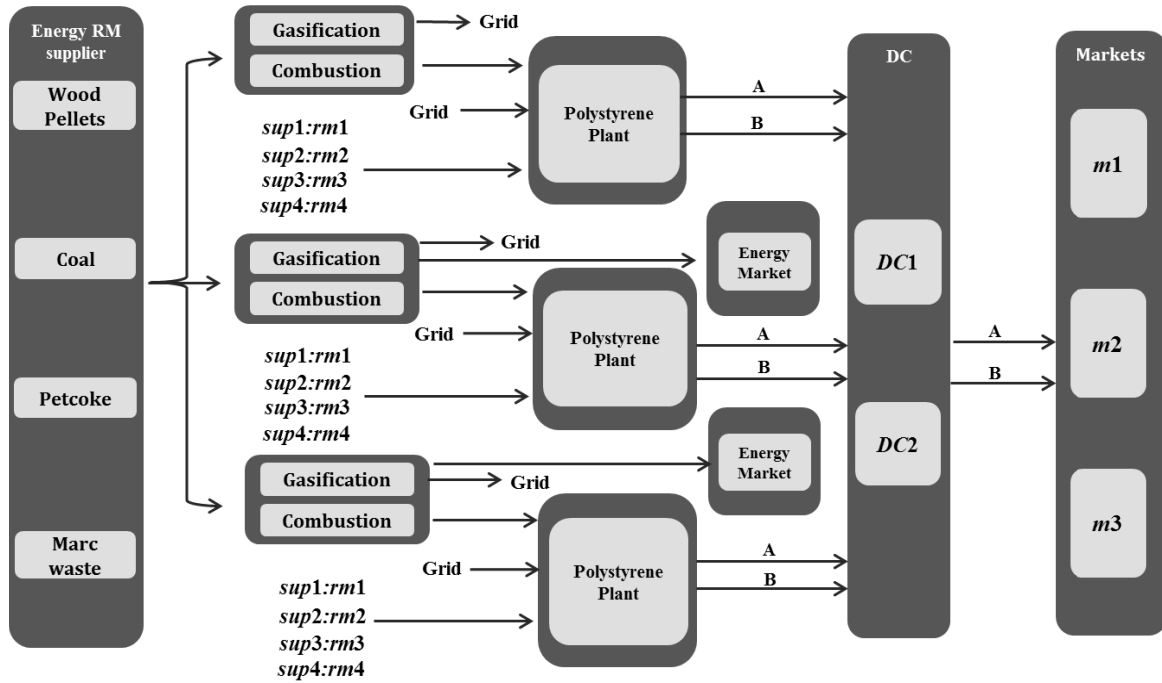 Energy RM
supplier
Wood
Pellets
Coal
Petcoke
Marc
waste
Gasification
Combustion
Grid
Grid
sup1:rm1
sup2:rm2
sup3:rm3
sup4:rm4
Polystyrene
Plant
A
B
Gasification
Combustion
Grid
Energy
Market
Grid
sup1:rm1
sup2:rm2
sup3:rm3
sup4:rm4
Polystyrene
Plant
A
B
Gasification
Combustion
Grid
Energy
Market
Grid
sup1:rm1
sup2:rm2
sup3:rm3
sup4:rm4
Polystyrene
Plant
A
B
DC
DC1
DC2
A
B
Markets
m1
m2
m3